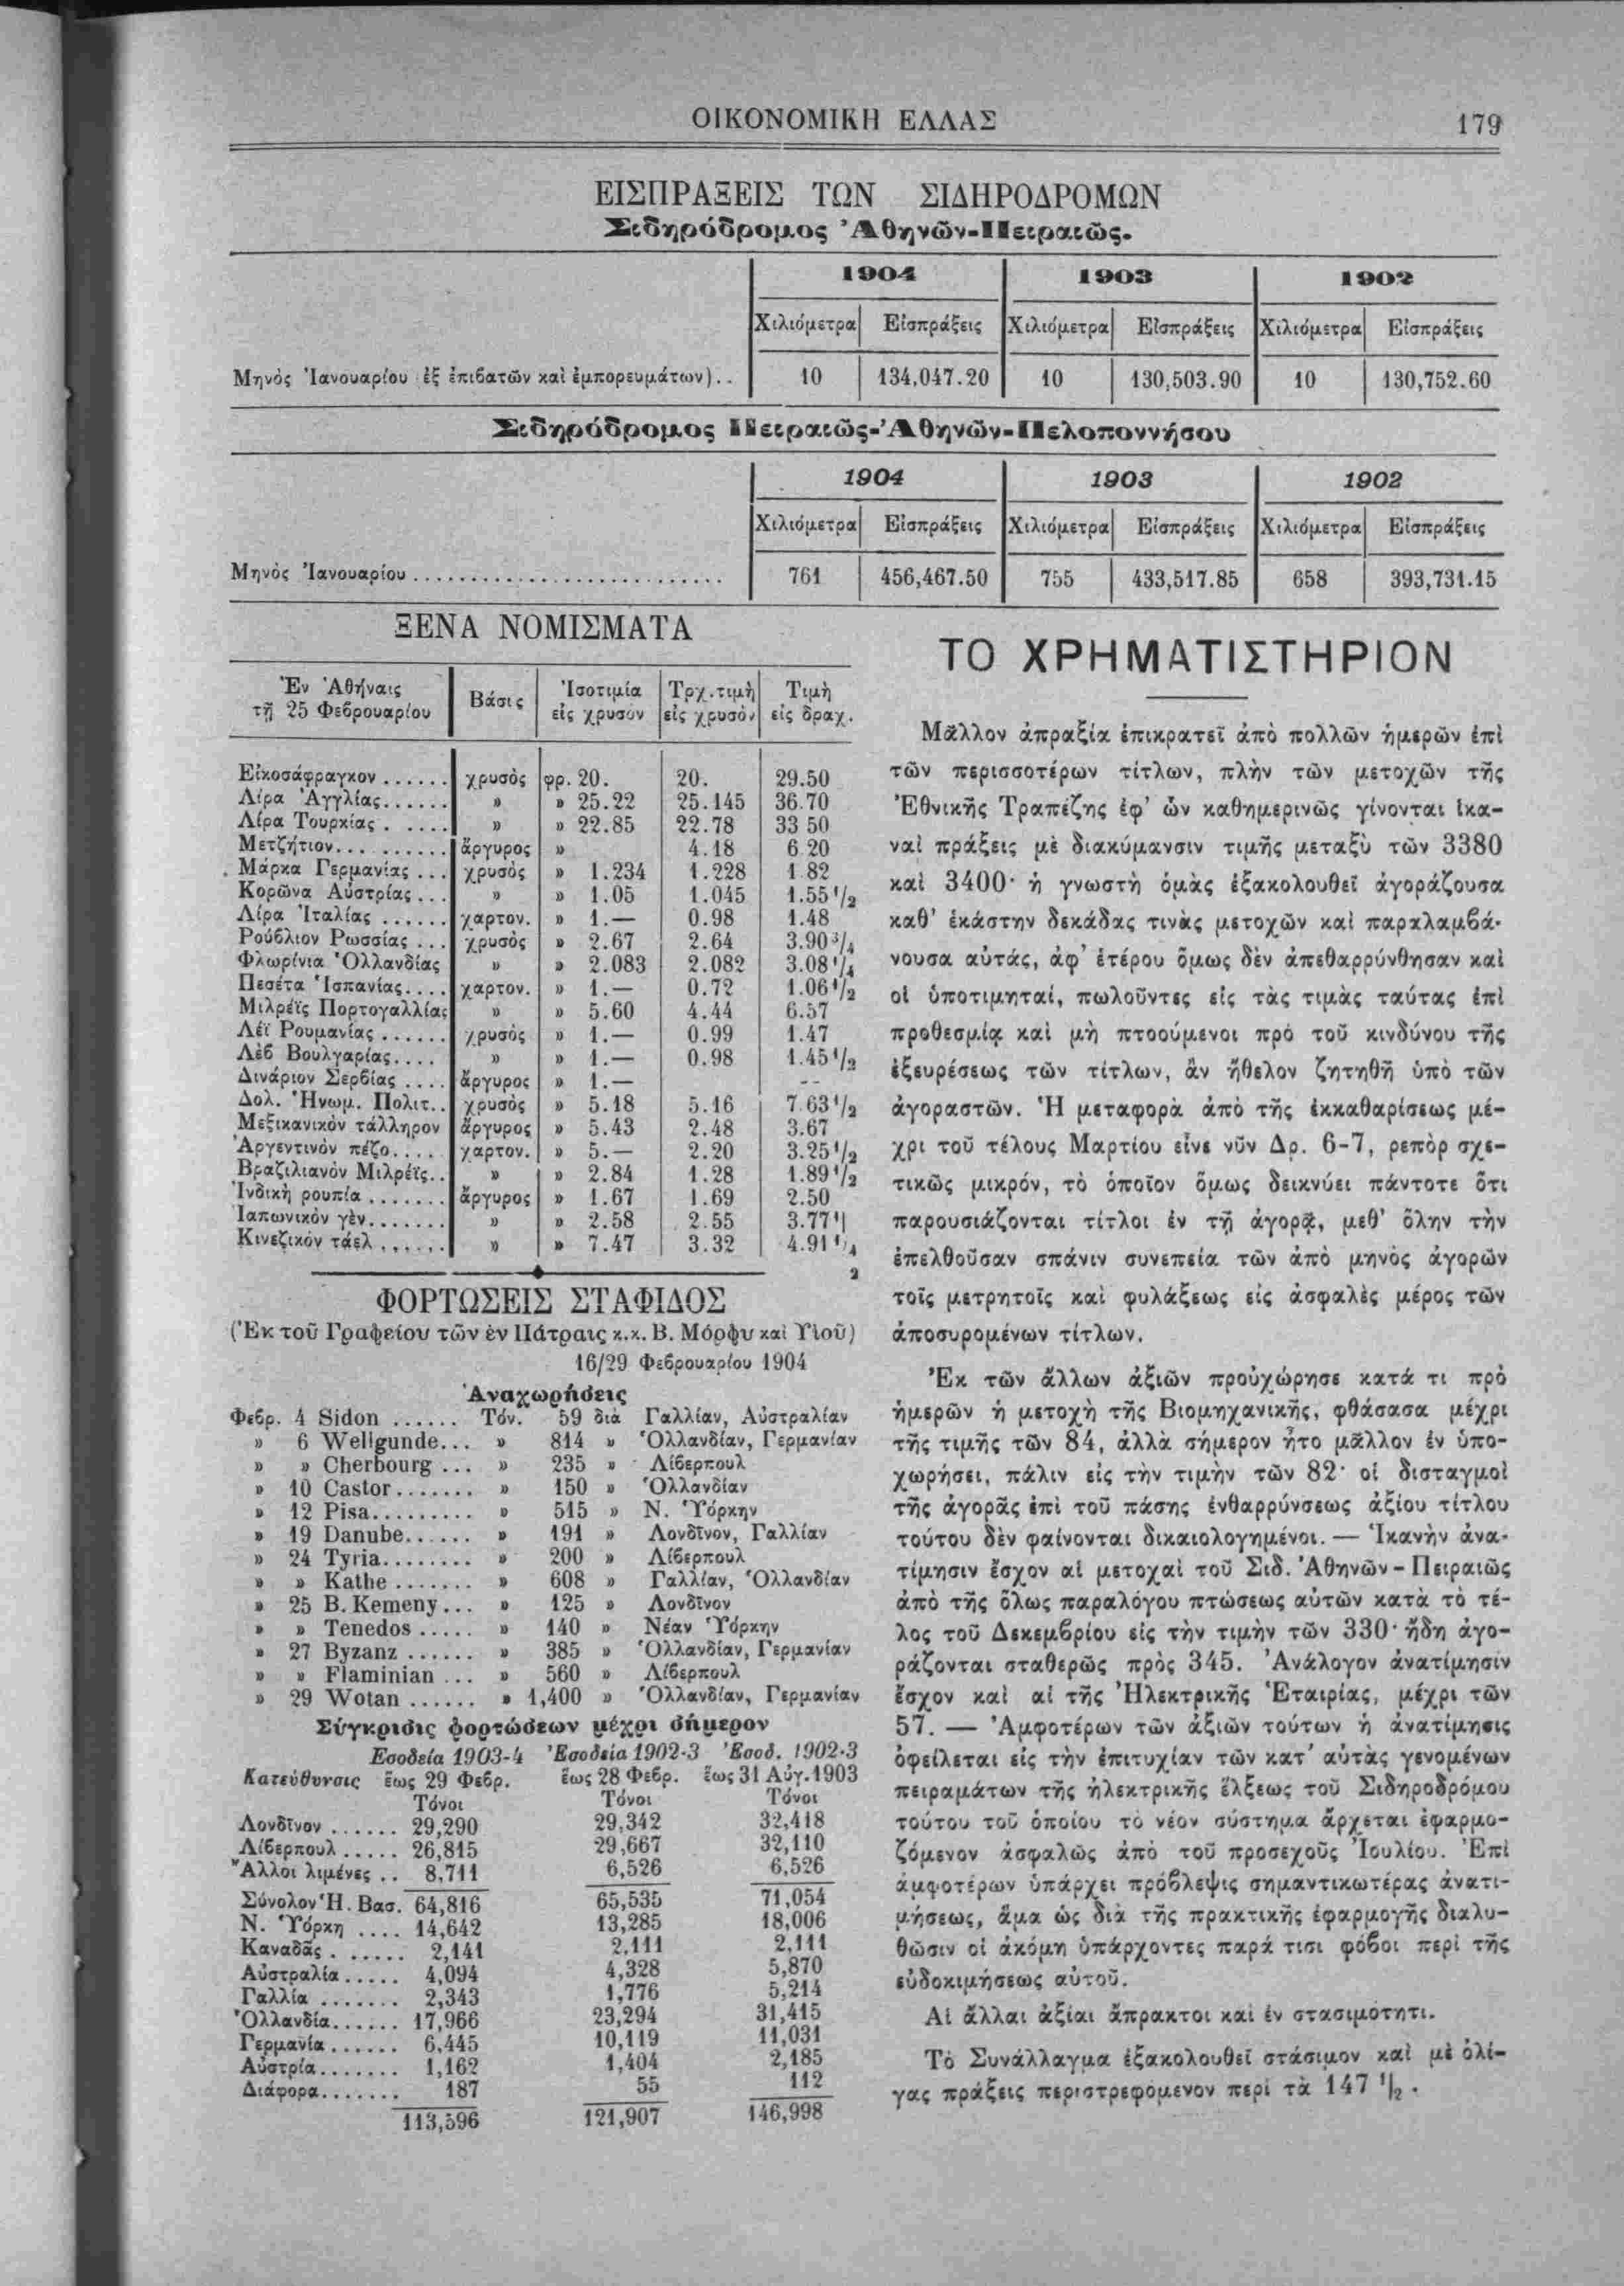 ΟΙΚΟΝΟΜΙΚΗ ΕΛΛΑΣ 179
ΕΙΣΠΡΑΞΕΙΣ ΤΩΝ ΣΙΔΗΡΟΔΡΟΜΩΝ
Σιδηρόδρομος Ἀθηνῶν-Πειραιῶς.
1904 1903 1902
Χιλιόμετρα Εἰσπράξεις Χιλιόμετρα Εἰσπράξεις Χιλιόμετρα Εἰσπράξεις
Μηνὸς Ἰανουαρίου ἐξ ἐπιβατῶν καὶ ἐμπορευμάτων).. 10 134,047.20 10 130,503.90 10 130,752.60
Σιδηρόδρομος Πειραιῶς-Ἀθηνῶν-Πελοποννήσου
1904 1903 1902
Χιλιόμετρα Εἰσπράξεις Χιλιόμετρα Εἰσπράξεις Χιλιόμετρα Εἰσπράξεις
Μηνὸς Ἰανουαρίου ........................... 761 456,467.50 755 433,517.85 658 393,731.15
ΞΕΝΑ ΝΟΜΙΣΜΑΤΑ
Ἐν Ἀθήναις τῇ 25 Φεβρουαρίου Βάσις Ἰσοτιμία εἰς χρυσόν Τρχ.τιμὴ εἰς χρυσόν Τιμὴ εἰς δραχ.
Εἰκοσάφραγκον ...... χρυσὸς φρ. 20. 20. 29.50
Λίρα Ἀγγλίας...... » » 25.22 25.145 36.70
Λίρα Τουρκίας ..... » » 22.85 22.78 33 50
Μετζήτιον......... ἄργυρος » 4.18 6 20
Μάρκα Γερμανίας ... χρυσὸς » 1.234 1.228 1 82
Κορῶνα Αὐστρίας... » » 1.05 1.045 1.55 1/2
Λίρα Ἰταλίας ...... χαρτον. » 1.— 0.98 1.48
Ρούβλιον Ρωσσίας ... χρυσὸς » 2.67 2.64 3.90 3/4
Φλωρίνια Ὁλλανδίας » » 2.083 2.082 3.08 1/4
Πεσέτα Ἱσπανίας.... χαρτον. » 1.— 0.72 1.06 1/2
Μιλρέϊς Πορτογαλλίας » » 5.60 4.44 6.57
Λέϊ Ρουμανίας ...... χρυσὸς » 1.— 0.99 1.47
Λὲβ Βουλγαρίας.... » » 1.— 0.98 1.45 1/2
Δινάριον Σερβίας .... ἄργυρος » 1.— --
Δολ. Ἡνωμ. Πολιτ.. χρυσὸς » 5.18 5.16 7.63 1/2
Μεξικανικὸν τάλληρον ἄργυρος » 5.43 2.48 3.67
Ἀργεντινὸν πέζο.... χαρτον. » 5.— 2.20 3.25 1/2
Βραζιλιανὸν Μιλρέϊς.. » » 2.84 1.28 1.89 1/2
Ἰνδικὴ ρουπία ....... ἄργυρος » 1.67 1.69 2.50
Ἰαπωνικὸν γὲν....... » » 2.58 2.55 3.77
Κινεζικὸν τάελ ...... » » 7.47 3.32 4.91 1/4
2
ΦΟΡΤΩΣΕΙΣ ΣΤΑΦΙΔΟΣ
(Ἐκ τοῦ Γραφείου τῶν ἐν Πάτραις κ.κ. Β. Μόρφυ καὶ Υἱοῦ)
16/29 Φεβρουαρίου 1904
Ἀναχωρήσεις
Φεβρ. 4 Sidon ...... Τόν. 59 διὰ Γαλλίαν, Αὐστραλίαν
» 6 Wellgunde... » 814 » Ὁλλανδίαν, Γερμανίαν
» » Cherbourg ... » 235 » Λίβερπουλ
» 10 Castor....... » 150 » Ὁλλανδίαν
» 12 Pisa......... » 515 » Ν. Ὑόρκην
» 19 Danube...... » 191 » Λονδῖνον, Γαλλίαν
» 24 Tyria........ » 200 » Λίβερπουλ
» » Kathe ....... » 608 » Γαλλίαν, Ὁλλανδίαν
» 25 B. Kemeny... » 125 » Λονδῖνον
» » Tenedos ..... » 140 » Νέαν Ὑόρκην
» 27 Byzanz ...... » 385 » Ὁλλανδίαν, Γερμανίαν
» » Flaminian ... » 560 » Λίβερπουλ
» 29 Wotan ...... » 1,400 » Ὁλλανδίαν, Γερμανίαν
Σύγκρισις φορτώσεων μέχρι σήμερον
Εσοδεία 1903-4 Ἐσοδεία 1902-3 Ἐσοδ. 1902-3
Κατεύθυνσις ἕως 29 Φεβρ. ἕως 28 Φεβρ. ἕως 31 Αὐγ. 1903
Τόνοι Τόνοι Τόνοι
Λονδῖνον ...... 29,290 29,342 32,418
Λίβερπουλ ..... 26,815 29,667 32,110
Ἄλλοι λιμένες .. 8,711 6,526 6,526
Σύνολον Ἡ. Βασ. 64,816 65,535 71,054
Ν. Ὑόρκη .... 14,642 13,285 18,006
Καναδᾶς ...... 2,141 2,111 2,111
Αὐστραλία ..... 4,094 4,328 5,870
Γαλλία ....... 2,343 1,776 5,214
Ὁλλανδία...... 17,966 23,294 31,415
Γερμανία ...... 6,445 10,119 11,031
Αὐστρία....... 1,162 1,404 2,185
Διάφορα....... 187 55 112
113,596 121,907 146,998
ΤΟ ΧΡΗΜΑΤΙΣΤΗΡΙΟΝ
Μᾶλλον ἀπραξία ἐπικρατεῖ ἀπὸ πολλῶν ἡμερῶν ἐπὶ
τῶν περισσοτέρων τίτλων, πλὴν τῶν μετοχῶν τῆς
Ἐθνικῆς Τραπέζης ἐφ' ὧν καθημερινῶς γίνονται ἱκα-
ναὶ πράξεις μὲ διακύμανσιν τιμῆς μεταξὺ τῶν 3380
καὶ 3400· ἡ γνωστὴ ὁμὰς ἐξακολουθεῖ ἀγοράζουσα
καθ' ἑκάστην δεκάδας τινὰς μετοχῶν καὶ παραλαμβά-
νουσα αὐτάς, ἀφ' ἑτέρου ὅμως δὲν ἀπεθαρρύνθησαν καὶ
οἱ ὑποτιμηταί, πωλοῦντες εἰς τὰς τιμὰς ταύτας ἐπὶ
προθεσμίᾳ καὶ μὴ πτοούμενοι πρὸ τοῦ κινδύνου τῆς
ἐξευρέσεως τῶν τίτλων, ἂν ἤθελον ζητηθῇ ὑπὸ τῶν
ἀγοραστῶν. Ἡ μεταφορὰ ἀπὸ τῆς ἐκκαθαρίσεως μέ-
χρι τοῦ τέλους Μαρτίου εἶνε νῦν Δρ. 6-7, ρεπὸρ σχε-
τικῶς μικρόν, τὸ ὁποῖον ὅμως δεικνύει πάντοτε ὅτι
παρουσιάζονται τίτλοι ἐν τῇ ἀγορᾷ, μεθ' ὅλην τὴν
ἐπελθοῦσαν σπάνιν συνεπείᾳ τῶν ἀπὸ μηνὸς ἀγορῶν
τοῖς μετρητοῖς καὶ φυλάξεως εἰς ἀσφαλὲς μέρος τῶν
ἀποσυρομένων τίτλων.
Ἐκ τῶν ἄλλων ἀξιῶν προὐχώρησε κατά τι πρὸ
ἡμερῶν ἡ μετοχὴ τῆς Βιομηχανικῆς, φθάσασα μέχρι
τῆς τιμῆς τῶν 84, ἀλλὰ σήμερον ἦτο μᾶλλον ἐν ὑπο-
χωρήσει, πάλιν εἰς τὴν τιμὴν τῶν 82· οἱ δισταγμοὶ
τῆς ἀγορᾶς ἐπὶ τοῦ πάσης ἐνθαρρύνσεως ἀξίου τίτλου
τούτου δὲν φαίνονται δικαιολογημένοι. — Ἱκανὴν ἀνα-
τίμησιν ἔσχον αἱ μετοχαὶ τοῦ Σιδ. Ἀθηνῶν - Πειραιῶς
ἀπὸ τῆς ὅλως παραλόγου πτώσεως αὐτῶν κατὰ τὸ τέ-
λος τοῦ Δεκεμβρίου εἰς τὴν τιμὴν τῶν 330· ἤδη ἀγο-
ράζονται σταθερῶς πρὸς 345. Ἀνάλογον ἀνατίμησιν
ἔσχον καὶ αἱ τῆς Ἠλεκτρικῆς Ἑταιρίας, μέχρι τῶν
57. — Ἀμφοτέρων τῶν ἀξιῶν τούτων ἡ ἀνατίμησις
ὀφείλεται εἰς τὴν ἐπιτυχίαν τῶν κατ' αὐτὰς γενομένων
πειραμάτων τῆς ἠλεκτρικῆς ἕλξεως τοῦ Σιδηροδρόμου
τούτου τοῦ ὁποίου τὸ νέον σύστημα ἄρχεται ἐφαρμο-
ζόμενον ἀσφαλῶς ἀπὸ τοῦ προσεχοῦς Ἰουλίου. Ἐπὶ
ἀμφοτέρων ὑπάρχει πρόβλεψις σημαντικωτέρας ἀνατι-
μήσεως, ἅμα ὡς διὰ τῆς πρακτικῆς ἐφαρμογῆς διαλυ-
θῶσιν οἱ ἀκόμη ὑπάρχοντες παρά τισι φόβοι περὶ τῆς
εὐδοκιμήσεως αὐτοῦ.
Αἱ ἄλλαι ἀξίαι ἄπρακτοι καὶ ἐν στασιμότητι.
Τὸ Συνάλλαγμα ἐξακολουθεῖ στάσιμον καὶ μὲ ὀλί-
γας πράξεις περιστρεφόμενον περὶ τὰ 147 1/2.